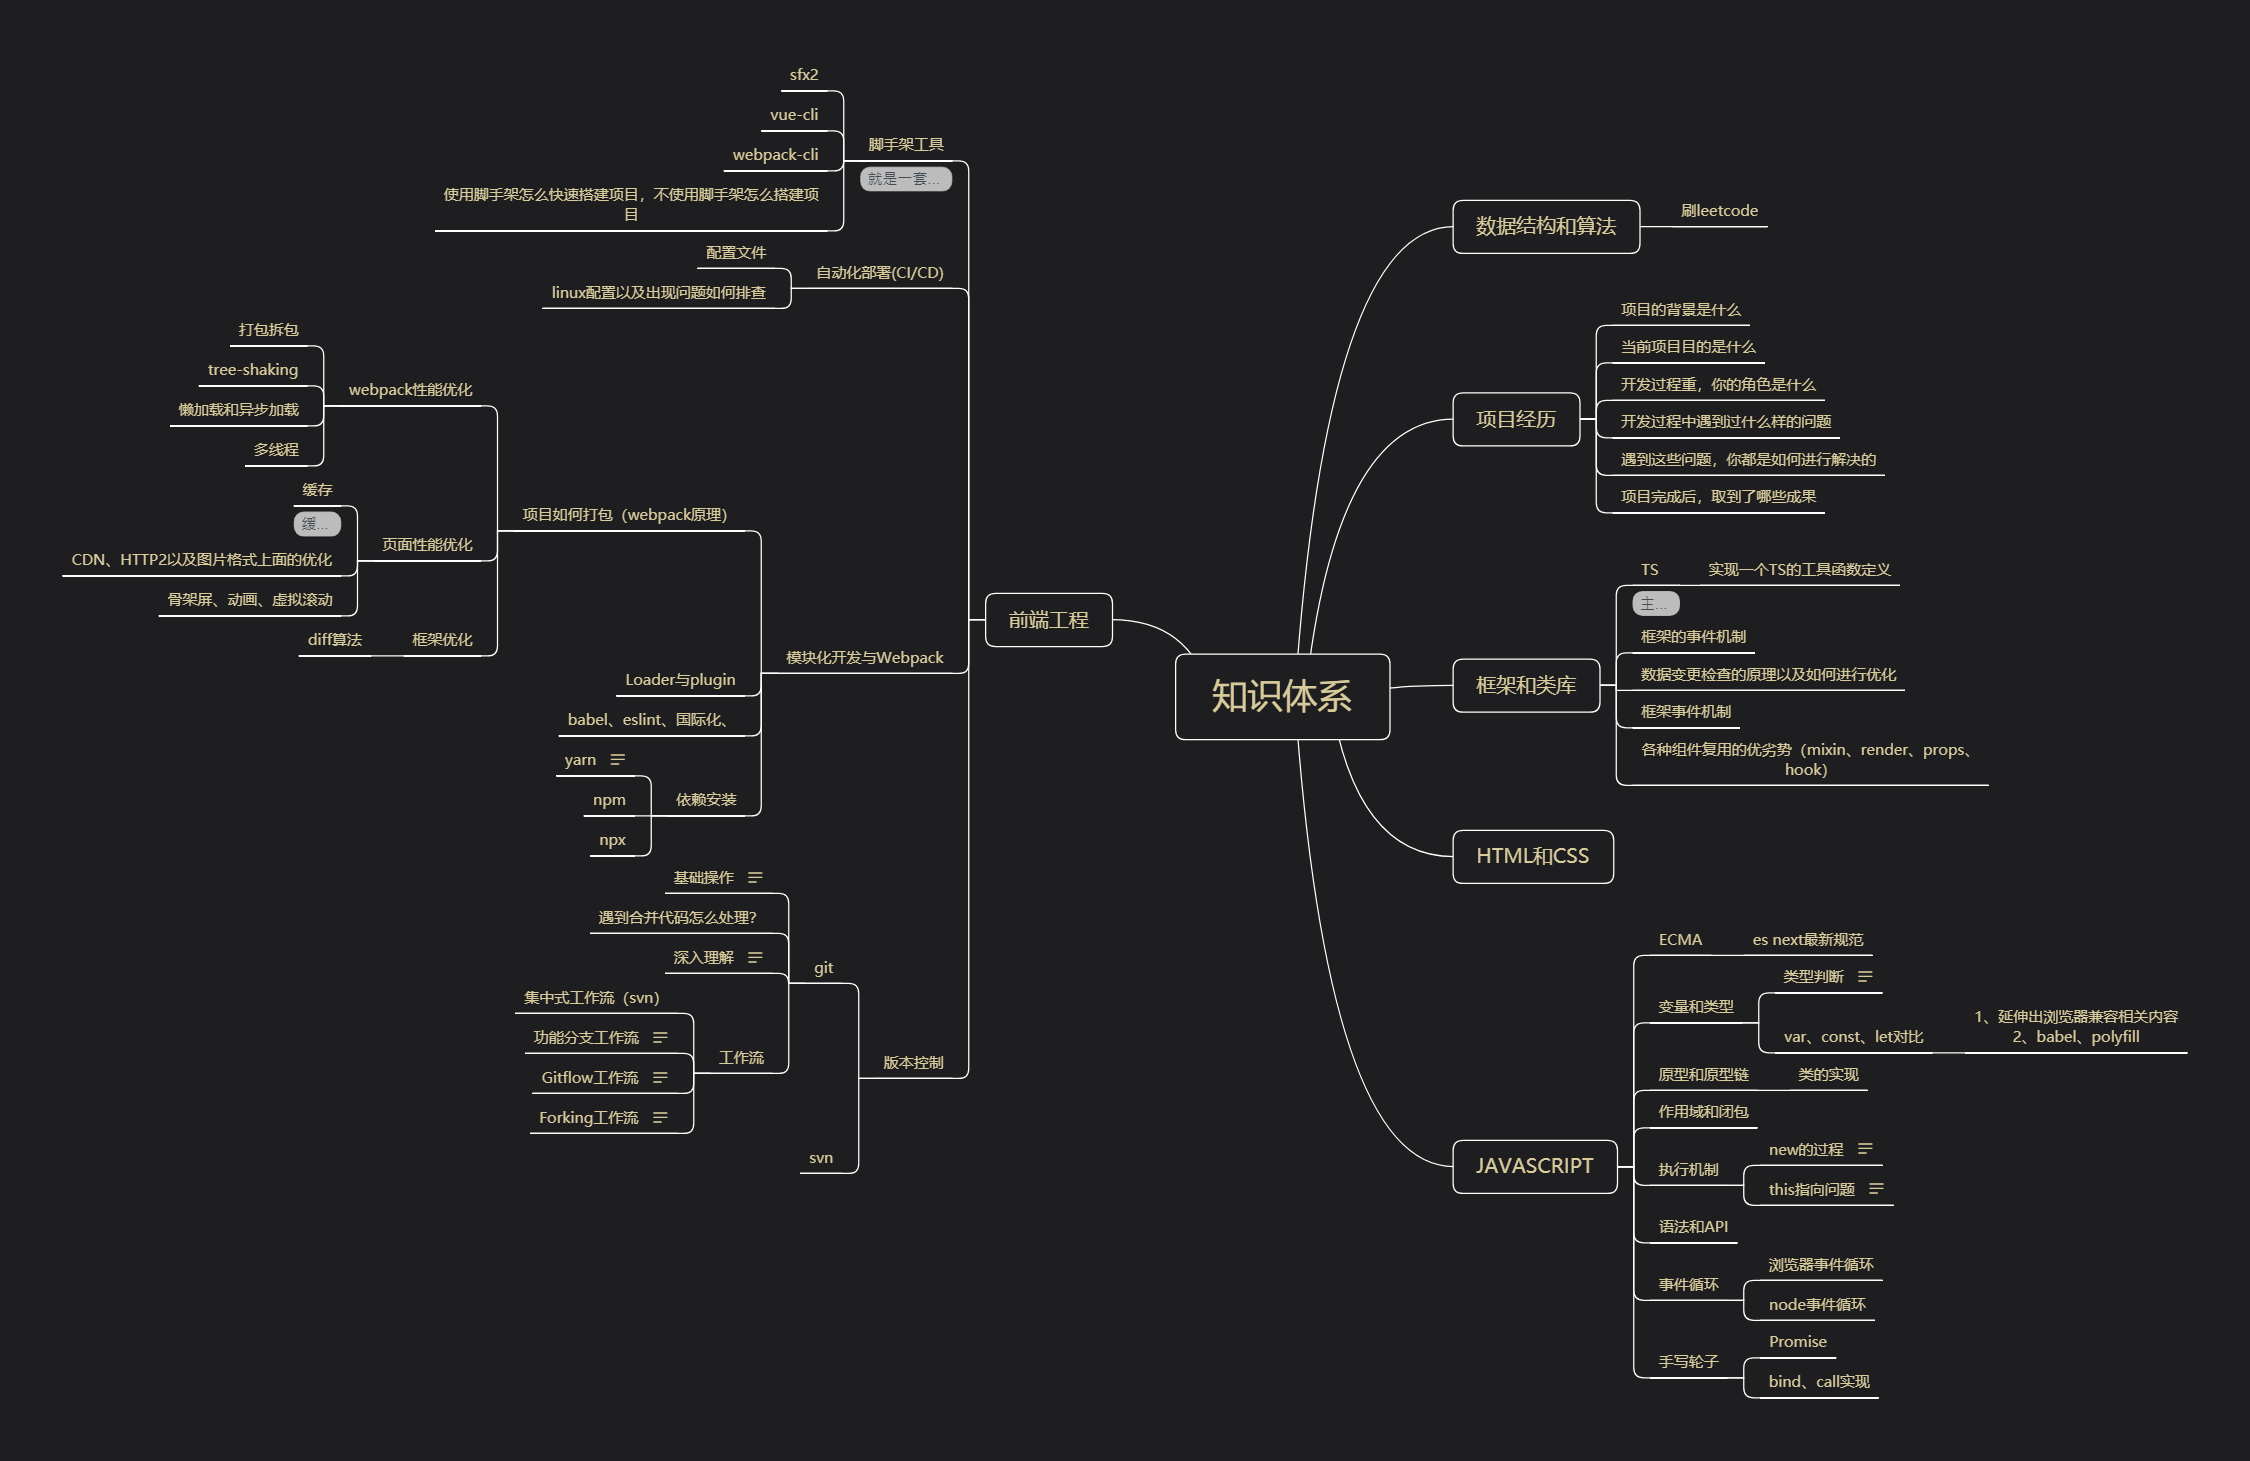 知识体系
数据结构和算法
刷leetcode
项目经历
项目的背景是什么
当前项目目的是什么
开发过程重，你的角色是什么
开发过程中遇到过什么样的问题
遇到这些问题，你都是如何进行解决的
项目完成后，取到了哪些成果
框架和类库
TS
实现一个TS的工具函数定义
主...
框架的事件机制
数据变更检查的原理以及如何进行优化
框架事件机制
各种组件复用的优劣势（mixin、render、props、
hook）
HTML和CSS
JAVASCRIPT
ECMA
es next最新规范
变量和类型
类型判断
var、const、let对比
1、延伸出浏览器兼容相关内容
2、babel、polyfill
原型和原型链
类的实现
作用域和闭包
执行机制
new的过程
this指向问题
语法和API
事件循环
浏览器事件循环
node事件循环
手写轮子
Promise
bind、call实现
前端工程
脚手架工具
就是一套...
sfx2
vue-cli
webpack-cli
使用脚手架怎么快速搭建项目，不使用脚手架怎么搭建项
目
自动化部署(CI/CD)
配置文件
linux配置以及出现问题如何排查
模块化开发与Webpack
项目如何打包（webpack原理）
webpack性能优化
打包拆包
tree-shaking
懒加载和异步加载
多线程
页面性能优化
缓存
缓...
CDN、HTTP2以及图片格式上面的优化
骨架屏、动画、虚拟滚动
框架优化
diff算法
Loader与plugin
babel、eslint、国际化、
依赖安装
yarn
npm
npx
版本控制
git
基础操作
遇到合并代码怎么处理？
深入理解
工作流
集中式工作流（svn）
功能分支工作流
Gitflow工作流
Forking工作流
svn